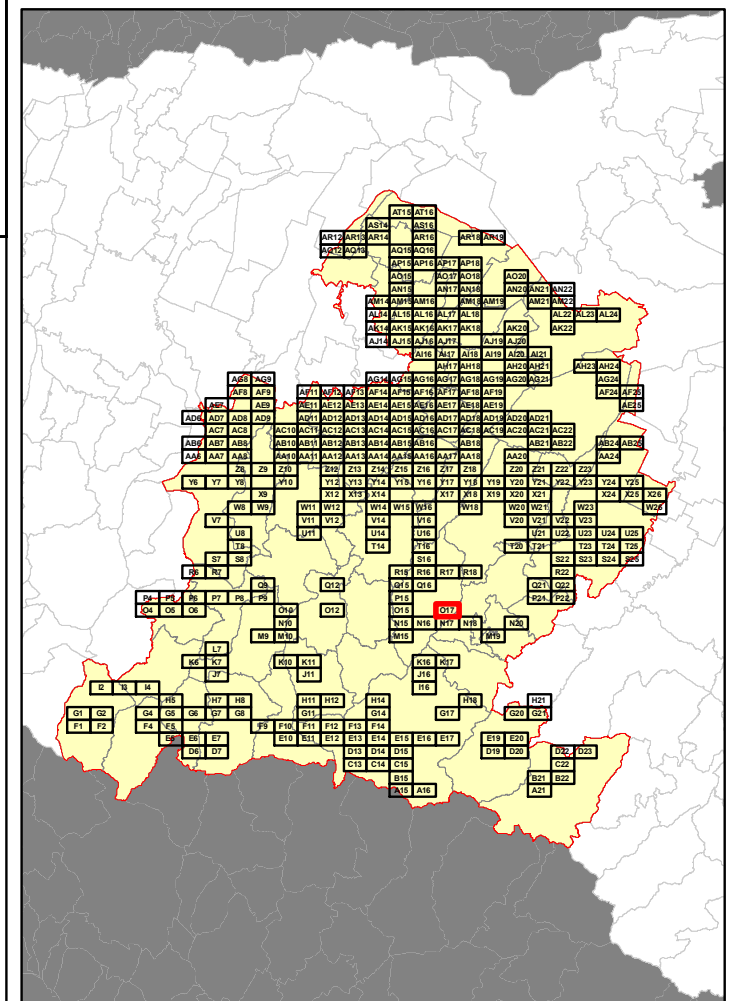 AT15 AT16
AS14 AS16
AR12 AR13 AR14 AR16 AR18 AR19
AQ12 AQ13 AQ15 AQ16
AP15 AP16 AP17 AP18
AO15 AO17 AO18 AO20
AN15 AN17 AN18 AN20 AN21 AN22
AM14 AM15 AM16 AM18 AM19 AM21 AM22
AL14 AL15 AL16 AL17 AL18 AL22 AL23 AL24
AK14 AK15 AK16 AK17 AK18 AK20 AK22
AJ14 AJ15 AJ16 AJ17 AJ19 AJ20
AI16 AI17 AI18 AI19 AI20 AI21
AH17 AH18 AH20 AH21 AH23 AH24
AG8 AG9 AG14 AG15 AG16 AG17 AG18 AG19 AG20 AG21 AG24
AF8 AF9 AF11 AF12 AF13 AF14 AF15 AF16 AF17 AF18 AF19 AF24 AF25
AE7 AE9 AE11 AE12 AE13 AE14 AE15 AE16 AE17 AE18 AE19 AE25
AD6 AD7 AD8 AD9 AD11 AD12 AD13 AD14 AD15 AD16 AD17 AD18 AD19 AD20 AD21
AC7 AC8 AC10 AC11 AC12 AC13 AC14 AC15 AC16 AC17 AC18 AC19 AC20 AC21 AC22
AB6 AB7 AB8 AB10 AB11 AB12 AB13 AB14 AB15 AB16 AB18 AB21 AB22 AB24 AB25
AA6 AA7 AA8 AA10 AA11 AA12 AA13 AA14 AA15 AA16 AA17 AA18 AA20 AA24
Z8 Z9 Z10 Z12 Z13 Z14 Z15 Z16 Z17 Z18 Z20 Z21 Z22 Z23
Y6 Y7 Y8 Y10 Y12 Y13 Y14 Y15 Y16 Y17 Y18 Y19 Y20 Y21 Y22 Y23 Y24 Y25
X9 X12 X13 X14 X17 X18 X19 X20 X21 X24 X25 X26
W8 W9 W11 W12 W14 W15 W16 W18 W20 W21 W23 W26
V7 V11 V12 V14 V16 V20 V21 V22 V23
U8 U11 U14 U16 U21 U22 U23 U24 U25
T8 T14 T16 T20 T21 T23 T24 T25
S7 S8 S16 S22 S23 S24 S25
R6 R7 R15 R16 R17 R18 R22
Q9 Q12 Q15 Q16 Q21 Q22
P4 P5 P6 P7 P8 P9 P15 P21 P22
O4 O5 O6 O10 O12 O15 O17
N10 N15 N16 N17 N18 N20
M9 M10 M15 M19
L7
K6 K7 K10 K11 K16 K17
J7 J11 J16
I2 I3 I4 I16
H5 H7 H8 H11 H12 H14 H18 H21
G1 G2 G4 G5 G6 G7 G8 G11 G14 G17 G20 G21
F1 F2 F4 F5 F9 F10 F11 F12 F13 F14
E5 E6 E7 E10 E11 E12 E13 E14 E15 E16 E17 E19 E20
D6 D7 D13 D14 D15 D19 D20 D22 D23
C13 C14 C15 C22
B15 B21 B22
A15 A16 A21